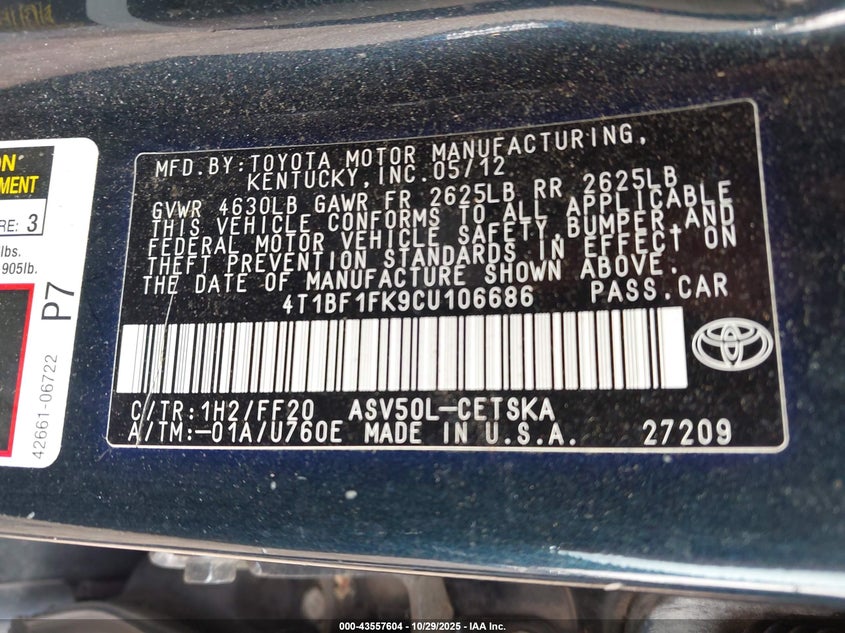 ON
MENT
RE: 3
lbs.
905lb.
P7
42661-06722
MFD.BY:TOYOTA MOTOR MANUFACTURING,
KENTUCKY,INC.05/12
GVWR 4630LB GAWR FR 2625LB RR 2625LB
THIS VEHICLE CONFORMS TO ALL APPLICABLE
FEDERAL MOTOR VEHICLE SAFETY,BUMPER,AND
THEFT PREVENTION STANDARDS IN EFFECT ON
THE DATE OF MANUFACTURE SHOWN ABOVE.
4T1BF1FK9CU106686 PASS.CAR
C/TR:1H2/FF20 ASV50L-CETSKA
A/TM:-01A/U760E MADE IN U.S.A. 27209
000-43557604 - 10/29/2025 - IAA Inc.